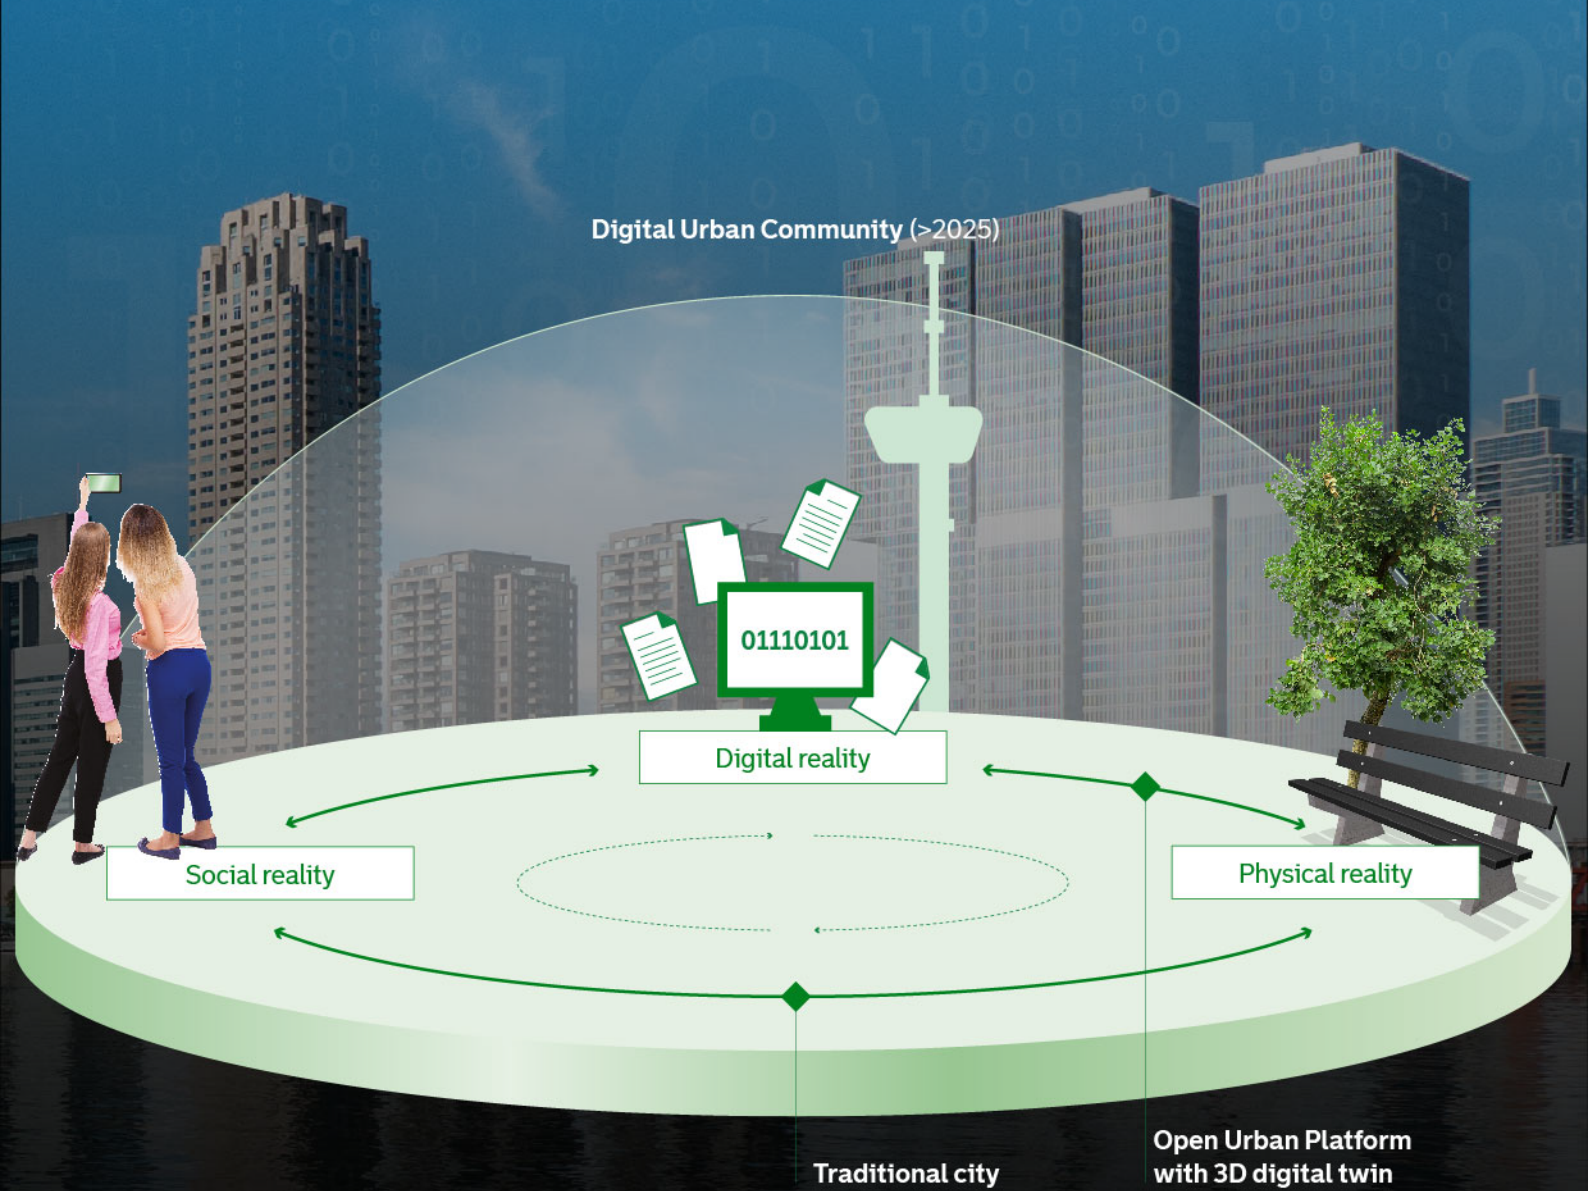 Digital Urban Community (>2025)
01110101
Digital reality
Social reality
Physical reality
Open Urban Platform
with 3D digital twin
Traditional city